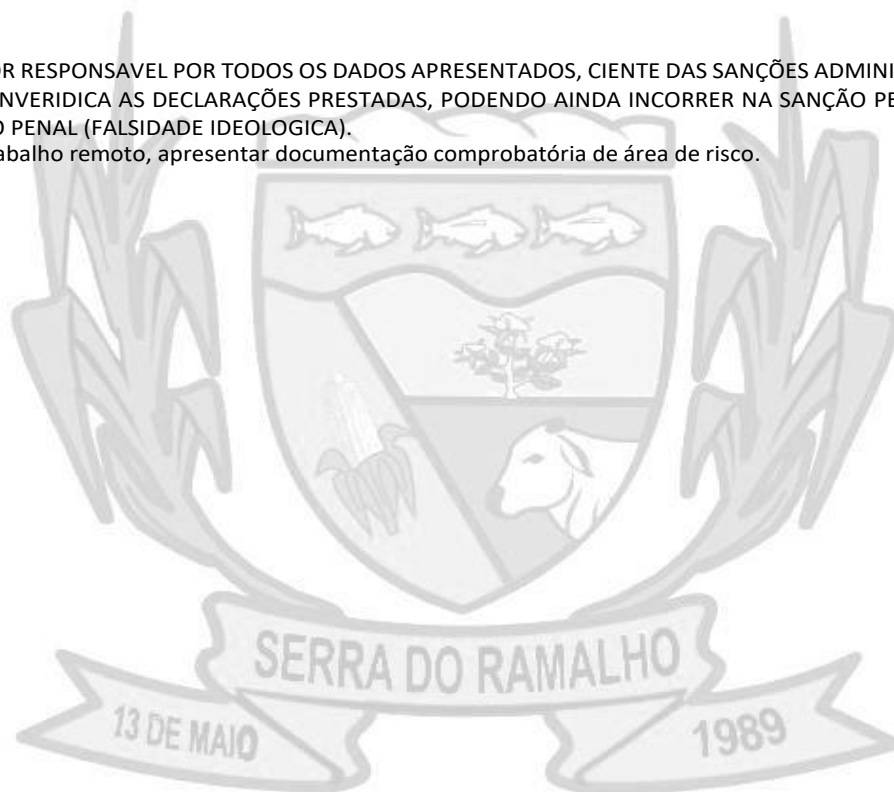 OR RESPONSAVEL POR TODOS OS DADOS APRESENTADOS, CIENTE DAS SANÇÕES ADMINI
NVERIDICA AS DECLARAÇÕES PRESTADAS, PODENDO AINDA INCORRER NA SANÇÃO PE
O PENAL (FALSIDADE IDEOLOGICA).
abalho remoto, apresentar documentação comprobatória de área de risco.
SERRA DO RAMALHO
13 DE MAIO
1989